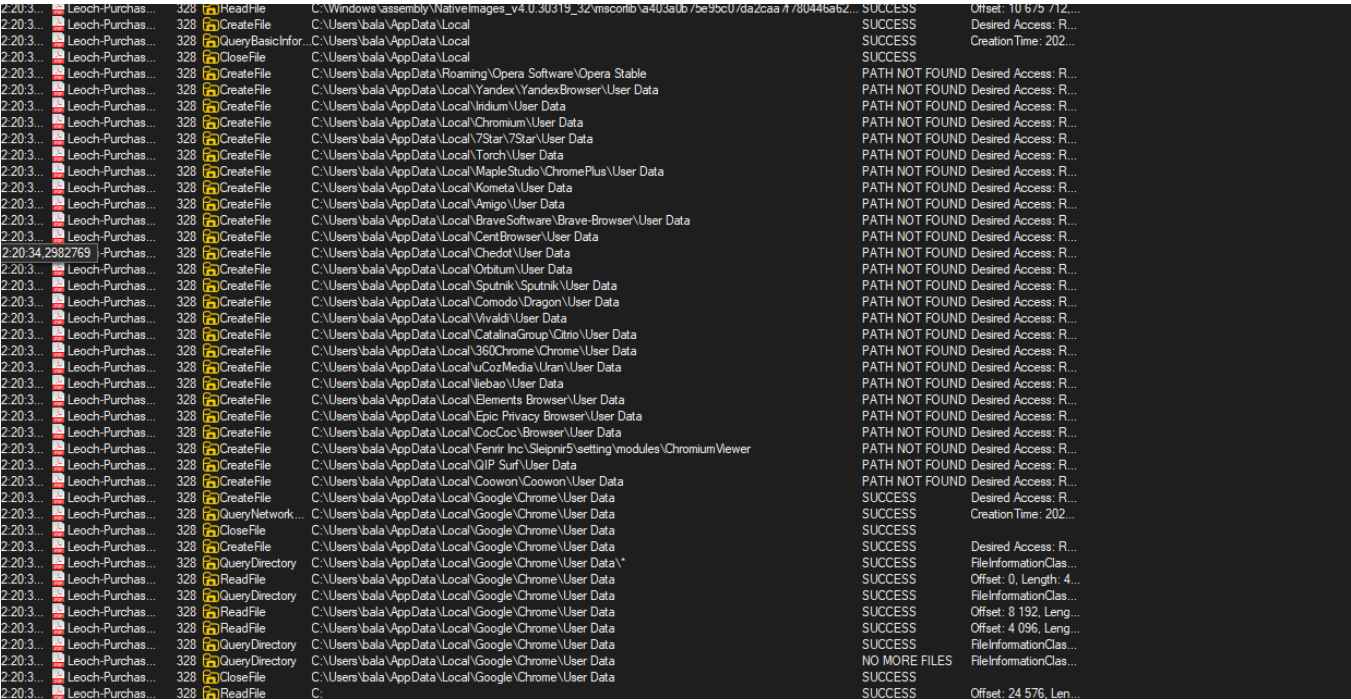 2:20:3... Leoch-Purchas... 328 ReadFile C:\Windows\assembly\NativeImages_v4.0.30319_32\mscorlib\a403a0b75e95c07da2caa7f780446a62... SUCCESS Offset: 10 675 712,...
2:20:3... Leoch-Purchas... 328 CreateFile C:\Users\bala\AppData\Local SUCCESS Desired Access: R...
2:20:3... Leoch-Purchas... 328 QueryBasicInfor... C:\Users\bala\AppData\Local SUCCESS CreationTime: 202...
2:20:3... Leoch-Purchas... 328 CloseFile C:\Users\bala\AppData\Local SUCCESS
2:20:3... Leoch-Purchas... 328 CreateFile C:\Users\bala\AppData\Roaming\Opera Software\Opera Stable PATH NOT FOUND Desired Access: R...
2:20:3... Leoch-Purchas... 328 CreateFile C:\Users\bala\AppData\Local\Yandex\YandexBrowser\User Data PATH NOT FOUND Desired Access: R...
2:20:3... Leoch-Purchas... 328 CreateFile C:\Users\bala\AppData\Local\Iridium\User Data PATH NOT FOUND Desired Access: R...
2:20:3... Leoch-Purchas... 328 CreateFile C:\Users\bala\AppData\Local\Chromium\User Data PATH NOT FOUND Desired Access: R...
2:20:3... Leoch-Purchas... 328 CreateFile C:\Users\bala\AppData\Local\7Star\7Star\User Data PATH NOT FOUND Desired Access: R...
2:20:3... Leoch-Purchas... 328 CreateFile C:\Users\bala\AppData\Local\Torch\User Data PATH NOT FOUND Desired Access: R...
2:20:3... Leoch-Purchas... 328 CreateFile C:\Users\bala\AppData\Local\MapleStudio\ChromePlus\User Data PATH NOT FOUND Desired Access: R...
2:20:3... Leoch-Purchas... 328 CreateFile C:\Users\bala\AppData\Local\Kometa\User Data PATH NOT FOUND Desired Access: R...
2:20:3... Leoch-Purchas... 328 CreateFile C:\Users\bala\AppData\Local\Amigo\User Data PATH NOT FOUND Desired Access: R...
2:20:3... Leoch-Purchas... 328 CreateFile C:\Users\bala\AppData\Local\BraveSoftware\Brave-Browser\User Data PATH NOT FOUND Desired Access: R...
2:20:3... Leoch-Purchas... 328 CreateFile C:\Users\bala\AppData\Local\CentBrowser\User Data PATH NOT FOUND Desired Access: R...
2:20:34,2982769 -Purchas... 328 CreateFile C:\Users\bala\AppData\Local\Chedot\User Data PATH NOT FOUND Desired Access: R...
2:20:3... Leoch-Purchas... 328 CreateFile C:\Users\bala\AppData\Local\Orbitum\User Data PATH NOT FOUND Desired Access: R...
2:20:3... Leoch-Purchas... 328 CreateFile C:\Users\bala\AppData\Local\Sputnik\Sputnik\User Data PATH NOT FOUND Desired Access: R...
2:20:3... Leoch-Purchas... 328 CreateFile C:\Users\bala\AppData\Local\Comodo\Dragon\User Data PATH NOT FOUND Desired Access: R...
2:20:3... Leoch-Purchas... 328 CreateFile C:\Users\bala\AppData\Local\Vivaldi\User Data PATH NOT FOUND Desired Access: R...
2:20:3... Leoch-Purchas... 328 CreateFile C:\Users\bala\AppData\Local\CatalinaGroup\Citrio\User Data PATH NOT FOUND Desired Access: R...
2:20:3... Leoch-Purchas... 328 CreateFile C:\Users\bala\AppData\Local\360Chrome\Chrome\User Data PATH NOT FOUND Desired Access: R...
2:20:3... Leoch-Purchas... 328 CreateFile C:\Users\bala\AppData\Local\uCozMedia\Uran\User Data PATH NOT FOUND Desired Access: R...
2:20:3... Leoch-Purchas... 328 CreateFile C:\Users\bala\AppData\Local\liebao\User Data PATH NOT FOUND Desired Access: R...
2:20:3... Leoch-Purchas... 328 CreateFile C:\Users\bala\AppData\Local\Elements Browser\User Data PATH NOT FOUND Desired Access: R...
2:20:3... Leoch-Purchas... 328 CreateFile C:\Users\bala\AppData\Local\Epic Privacy Browser\User Data PATH NOT FOUND Desired Access: R...
2:20:3... Leoch-Purchas... 328 CreateFile C:\Users\bala\AppData\Local\CocCoc\Browser\User Data PATH NOT FOUND Desired Access: R...
2:20:3... Leoch-Purchas... 328 CreateFile C:\Users\bala\AppData\Local\Fenrir Inc\Sleipnir5\setting\modules\ChromiumViewer PATH NOT FOUND Desired Access: R...
2:20:3... Leoch-Purchas... 328 CreateFile C:\Users\bala\AppData\Local\QIP Surf\User Data PATH NOT FOUND Desired Access: R...
2:20:3... Leoch-Purchas... 328 CreateFile C:\Users\bala\AppData\Local\Coowon\Coowon\User Data PATH NOT FOUND Desired Access: R...
2:20:3... Leoch-Purchas... 328 CreateFile C:\Users\bala\AppData\Local\Google\Chrome\User Data SUCCESS Desired Access: R...
2:20:3... Leoch-Purchas... 328 QueryNetwork... C:\Users\bala\AppData\Local\Google\Chrome\User Data SUCCESS CreationTime: 202...
2:20:3... Leoch-Purchas... 328 CloseFile C:\Users\bala\AppData\Local\Google\Chrome\User Data SUCCESS
2:20:3... Leoch-Purchas... 328 CreateFile C:\Users\bala\AppData\Local\Google\Chrome\User Data SUCCESS Desired Access: R...
2:20:3... Leoch-Purchas... 328 QueryDirectory C:\Users\bala\AppData\Local\Google\Chrome\User Data\* SUCCESS FileInformationClas...
2:20:3... Leoch-Purchas... 328 ReadFile C:\Users\bala\AppData\Local\Google\Chrome\User Data SUCCESS Offset: 0, Length: 4...
2:20:3... Leoch-Purchas... 328 QueryDirectory C:\Users\bala\AppData\Local\Google\Chrome\User Data SUCCESS FileInformationClas...
2:20:3... Leoch-Purchas... 328 ReadFile C:\Users\bala\AppData\Local\Google\Chrome\User Data SUCCESS Offset: 8 192, Leng...
2:20:3... Leoch-Purchas... 328 ReadFile C:\Users\bala\AppData\Local\Google\Chrome\User Data SUCCESS Offset: 4 096, Leng...
2:20:3... Leoch-Purchas... 328 QueryDirectory C:\Users\bala\AppData\Local\Google\Chrome\User Data SUCCESS FileInformationClas...
2:20:3... Leoch-Purchas... 328 QueryDirectory C:\Users\bala\AppData\Local\Google\Chrome\User Data NO MORE FILES FileInformationClas...
2:20:3... Leoch-Purchas... 328 CloseFile C:\Users\bala\AppData\Local\Google\Chrome\User Data SUCCESS
2:20:3... Leoch-Purchas... 328 ReadFile C: SUCCESS Offset: 24 576, Len...